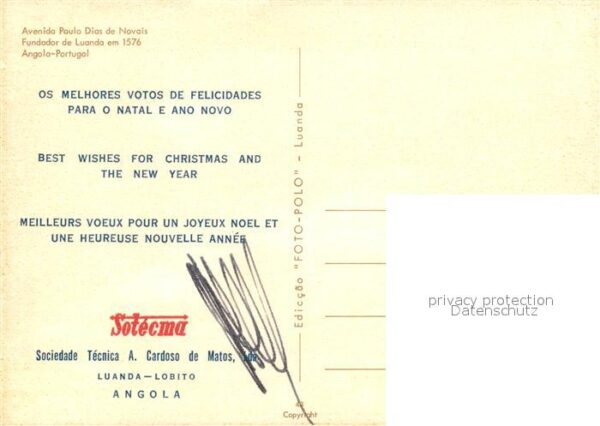 Avenida Paulo Dias de Novais
Fundador de Luanda em 1576
Angola-Portugal
OS MELHORES VOTOS DE FELICIDADES
PARA O NATAL E ANO NOVO
BEST WISHES FOR CHRISTMAS AND
THE NEW YEAR
MEILLEURS VOEUX POUR UN JOYEUX NOEL ET
UNE HEUREUSE NOUVELLE ANNÉE
Sotécma
Sociedade Técnica A. Cardoso de Matos, Lda.
LUANDA—LOBITO
ANGOLA
Edicção "FOTO-POLO" - Luanda
Copyright
privacy protection
Datenschutz